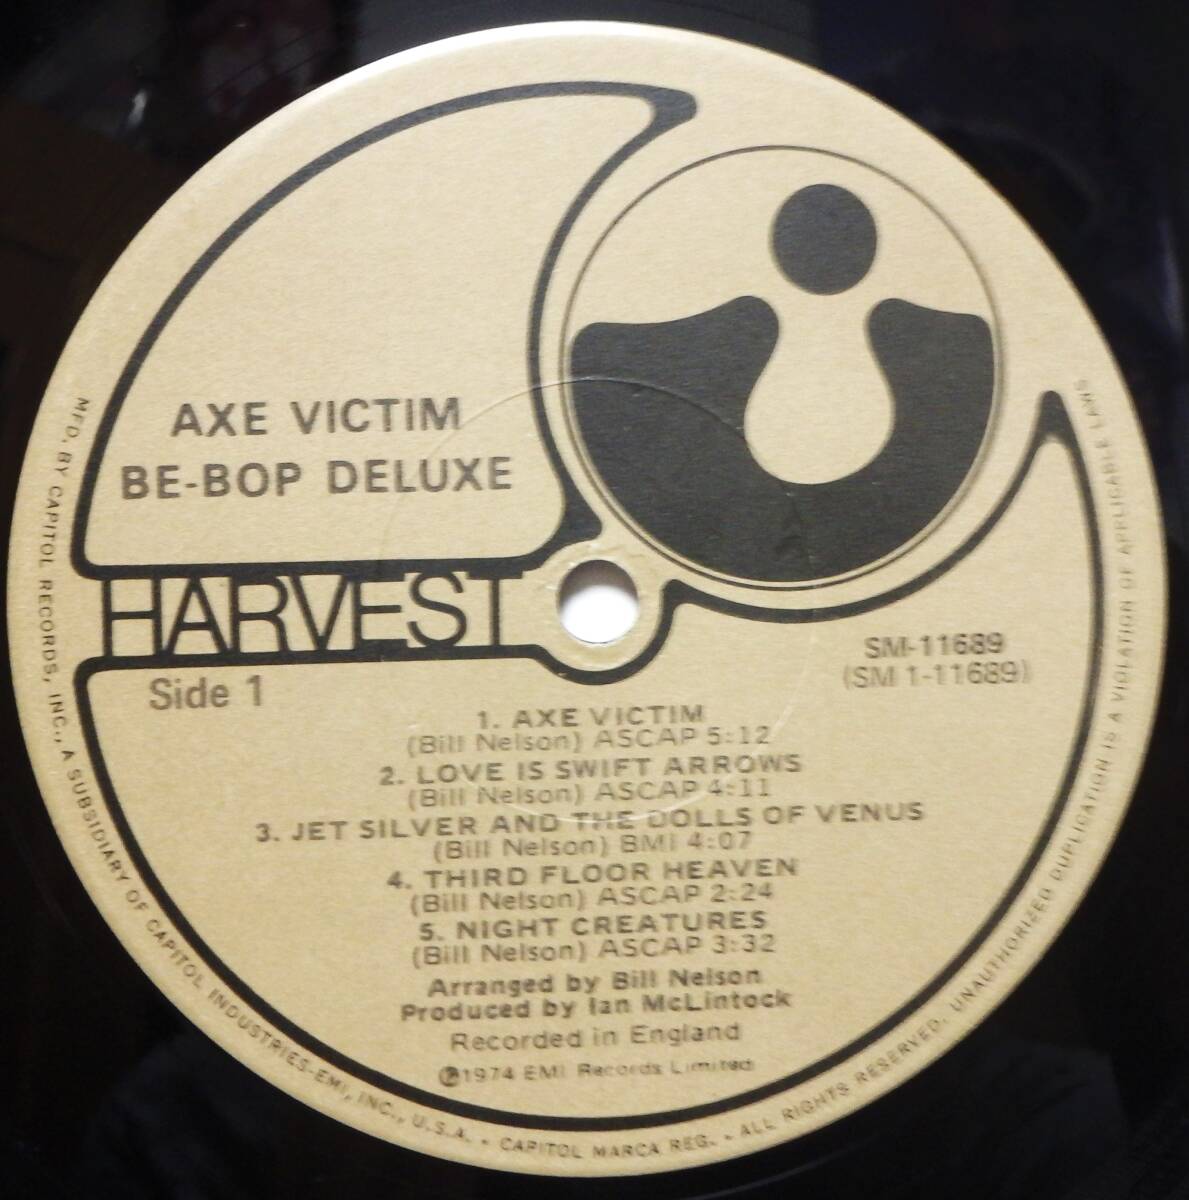 AXE VICTIM
BE-BOP DELUXE
HARVEST
Side 1
SM-11689
(SM 1-11689)
1. AXE VICTIM
(Bill Nelson) ASCAP 5:12
2. LOVE IS SWIFT ARROWS
(Bill Nelson) ASCAP 4:11
3. JET SILVER AND THE DOLLS OF VENUS
(Bill Nelson) BMI 4:07
4. THIRD FLOOR HEAVEN
(Bill Nelson) ASCAP 2:24
5. NIGHT CREATURES
(Bill Nelson) ASCAP 3:32
Arranged by Bill Nelson
Produced by Ian McLintock
Recorded in England
℗1974 EMI Records Limited
MFD. BY CAPITOL RECORDS, INC., A SUBSIDIARY OF CAPITOL INDUSTRIES-EMI, INC., U.S.A. • CAPITOL MARCA REG. • ALL RIGHTS RESERVED. UNAUTHORIZED DUPLICATION IS A VIOLATION OF APPLICABLE LAWS